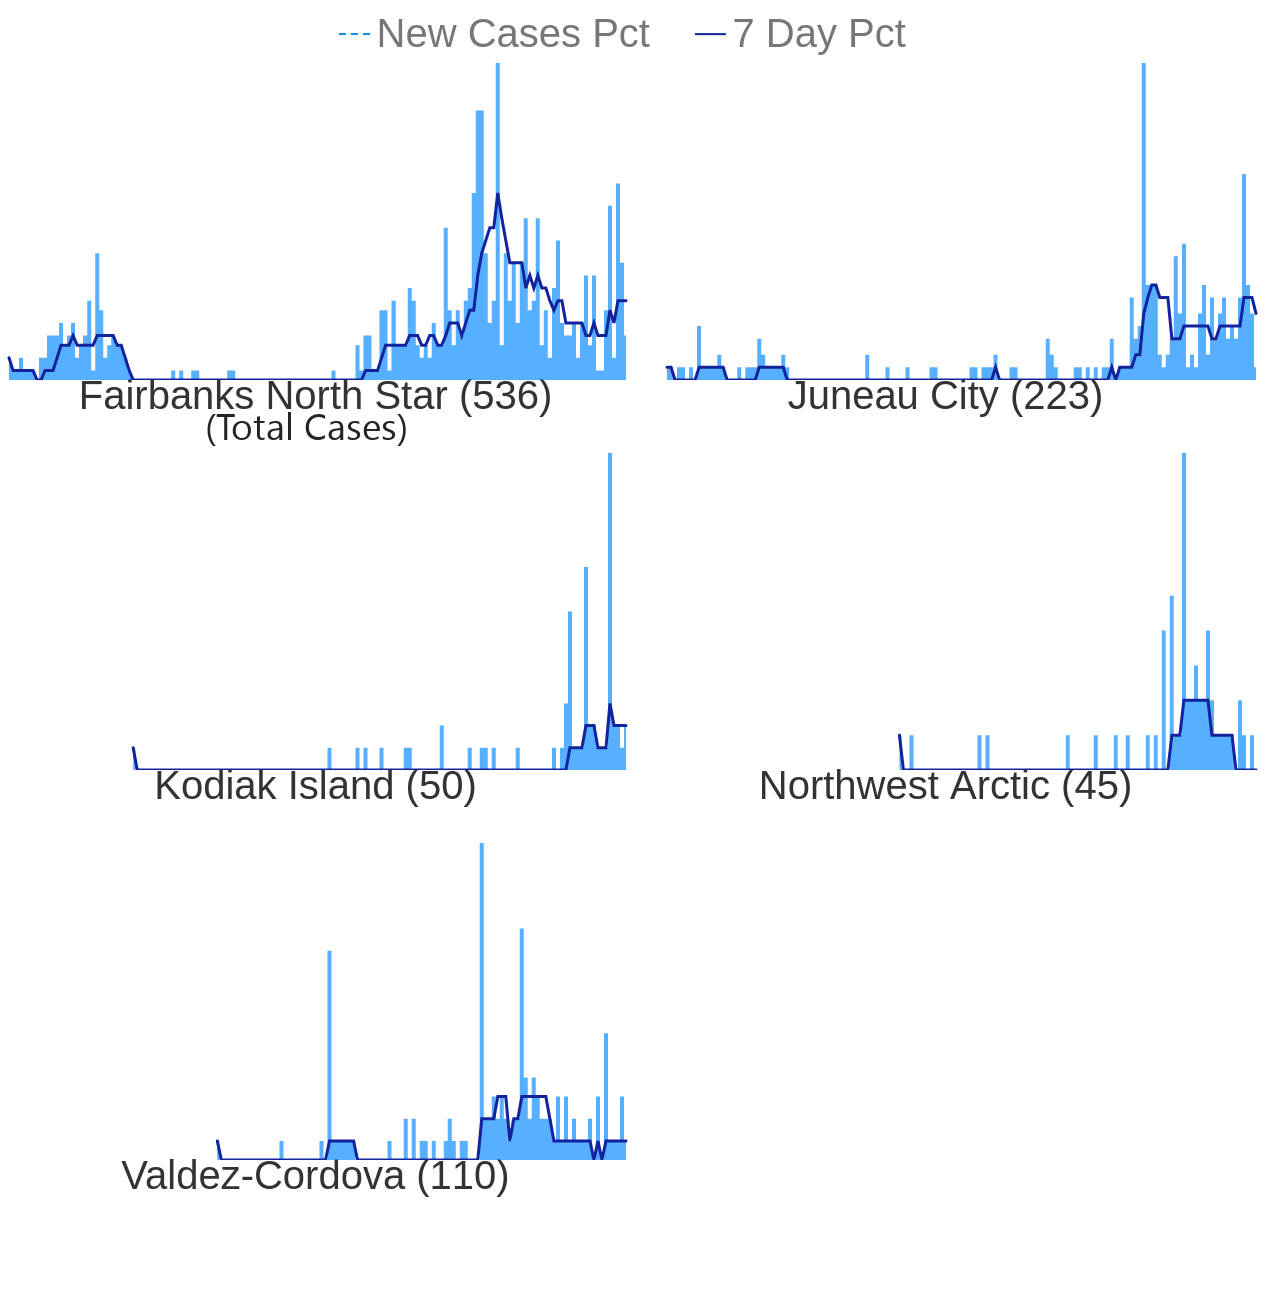 New Cases Pct 7 Day Pct
Fairbanks North Star (536)
(Total Cases)
Juneau City (223)
Kodiak Island (50)
Northwest Arctic (45)
Valdez-Cordova (110)